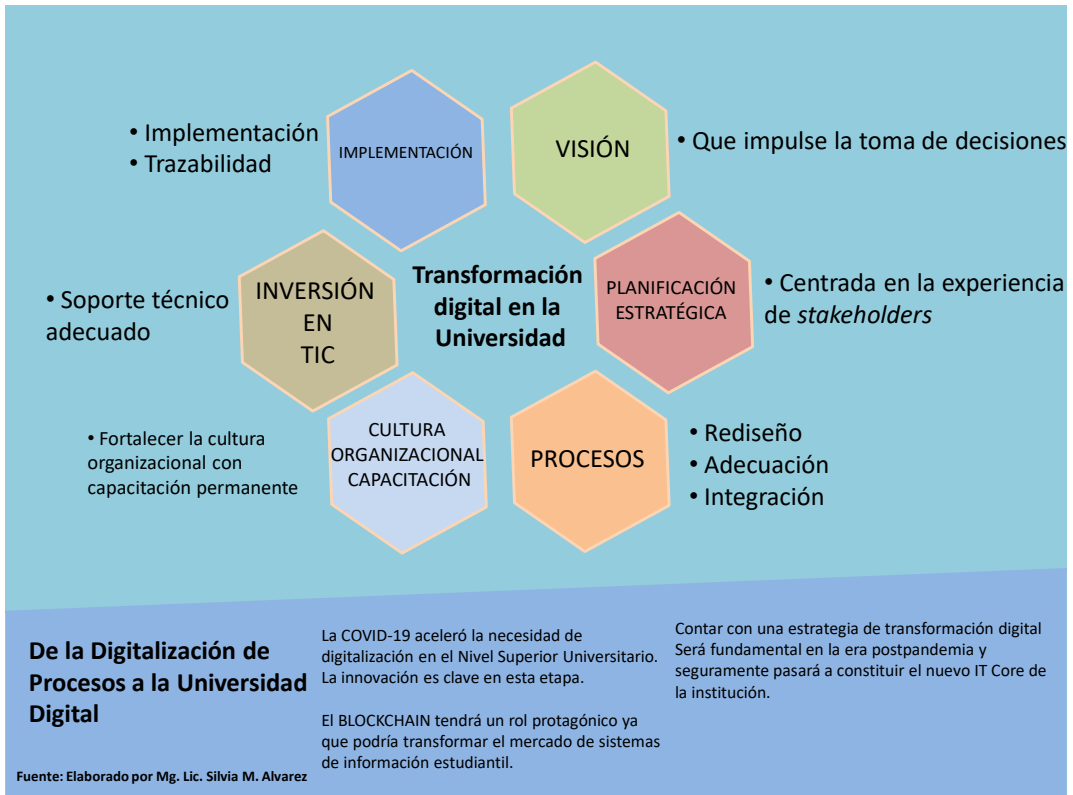 • Implementación
• Trazabilidad
IMPLEMENTACIÓN
VISIÓN
• Que impulse la toma de decisiones
• Soporte técnico
adecuado
INVERSIÓN
EN
TIC
Transformación
digital en la
Universidad
PLANIFICACIÓN
ESTRATÉGICA
• Centrada en la experiencia
de stakeholders
• Fortalecer la cultura
organizacional con
capacitación permanente
CULTURA
ORGANIZACIONAL
CAPACITACIÓN
PROCESOS
• Rediseño
• Adecuación
• Integración
De la Digitalización de
Procesos a la Universidad
Digital
Fuente: Elaborado por Mg. Lic. Silvia M. Alvarez
La COVID-19 aceleró la necesidad de
digitalización en el Nivel Superior Universitario.
La innovación es clave en esta etapa.
El BLOCKCHAIN tendrá un rol protagónico ya
que podría transformar el mercado de sistemas
de información estudiantil.
Contar con una estrategia de transformación digital
Será fundamental en la era postpandemia y
seguramente pasará a constituir el nuevo IT Core de
la institución.